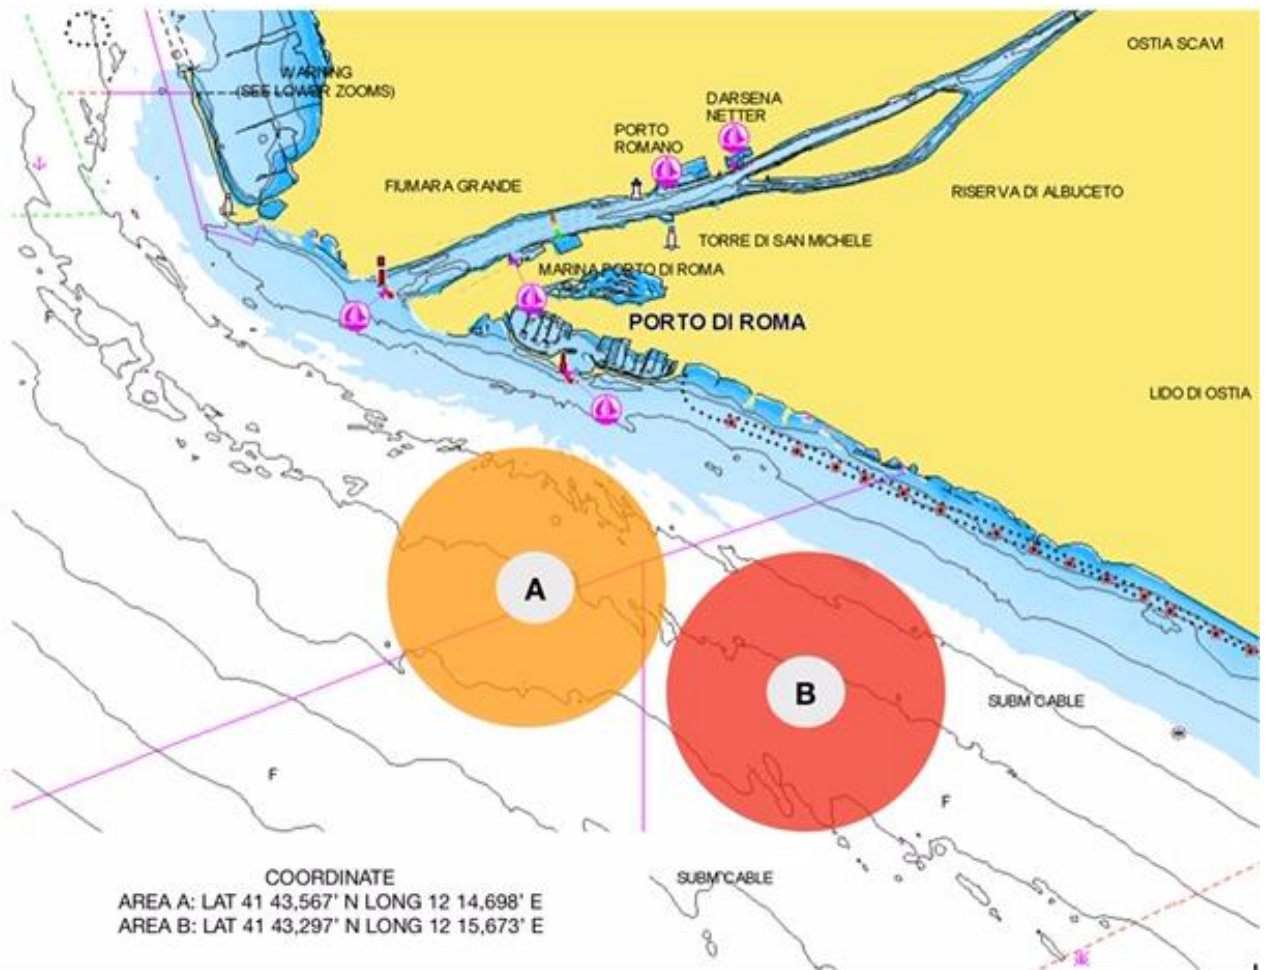 OSTIA SCAVI
WARNING
(SEE LOWER ZOOMS)
DARSENA
NETTER
PORTO
ROMANO
FIUMARA GRANDE
RISERVA DI ALBUCETO
TORRE DI SAN MICHELE
MARINA PORTO DI ROMA
PORTO DI ROMA
F
LIDO DI OSTIA
A
B
SUBM CABLE
F
F
SUBM CABLE
COORDINATE
AREA A: LAT 41 43,567' N LONG 12 14,698' E
AREA B: LAT 41 43,297' N LONG 12 15,673' E